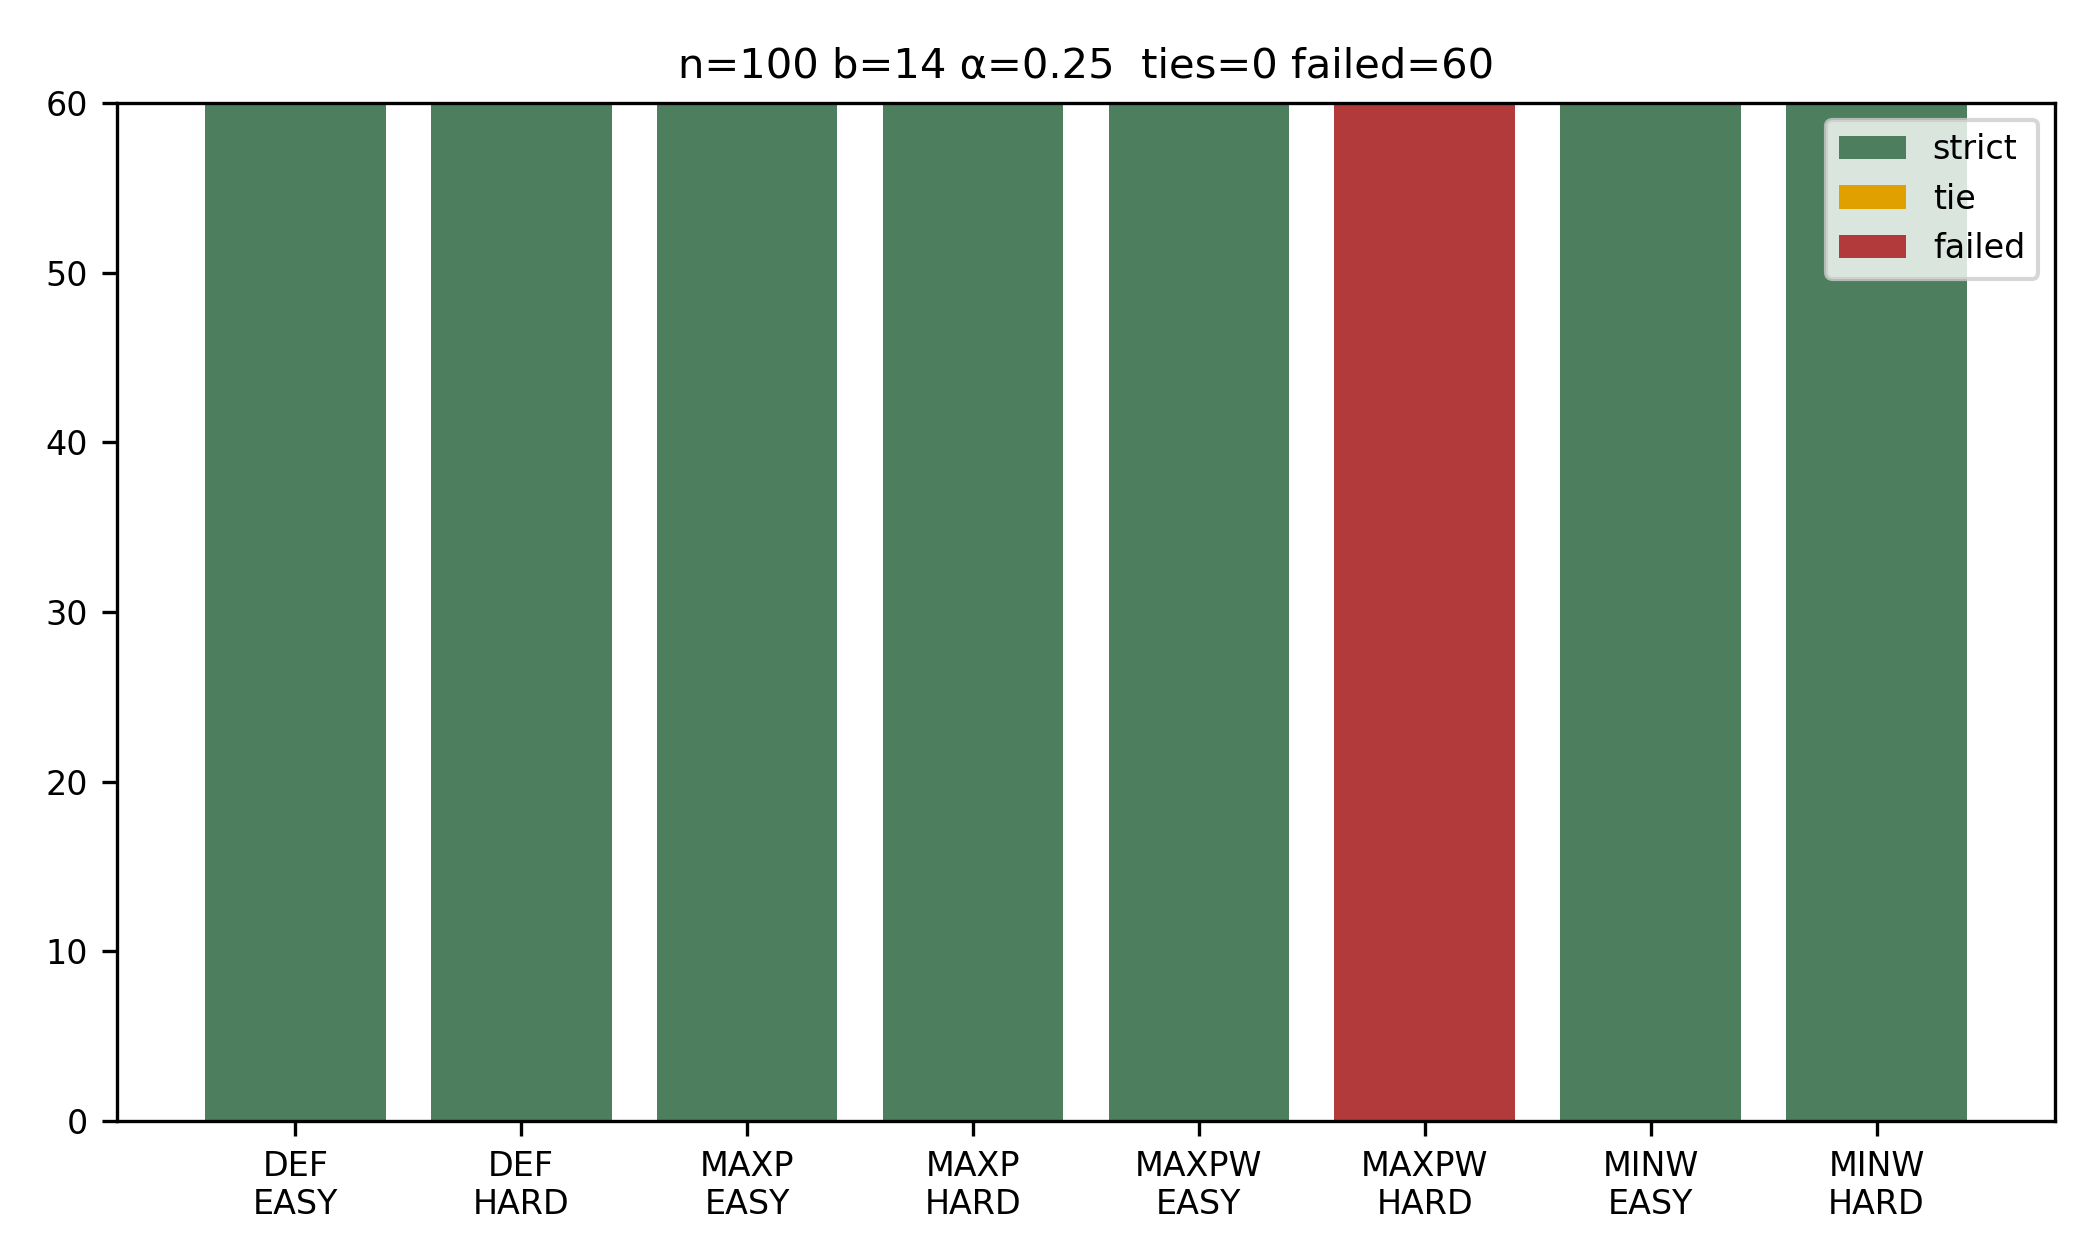 n=100 b=14 α=0.25  ties=0 failed=60
60
50
40
30
20
10
0
strict
tie
failed
DEF EASY
DEF HARD
MAXP EASY
MAXP HARD
MAXPW EASY
MAXPW HARD
MINW EASY
MINW HARD